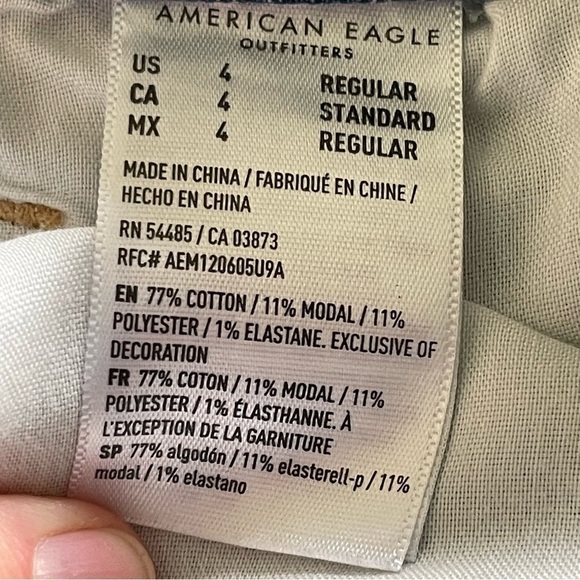 AMERICAN EAGLE
OUTFITTERS
US 4 REGULAR
CA 4 STANDARD
MX 4 REGULAR
MADE IN CHINA / FABRIQUÉ EN CHINE /
HECHO EN CHINA
RN 54485 / CA 03873
RFC# AEM120605U9A
EN 77% COTTON / 11% MODAL / 11%
POLYESTER / 1% ELASTANE. EXCLUSIVE OF
DECORATION
FR 77% COTON / 11% MODAL / 11%
POLYESTER / 1% ÉLASTHANNE. À
L'EXCEPTION DE LA GARNITURE
SP 77% algodón / 11% elasterell-p / 11%
modal / 1% elastano